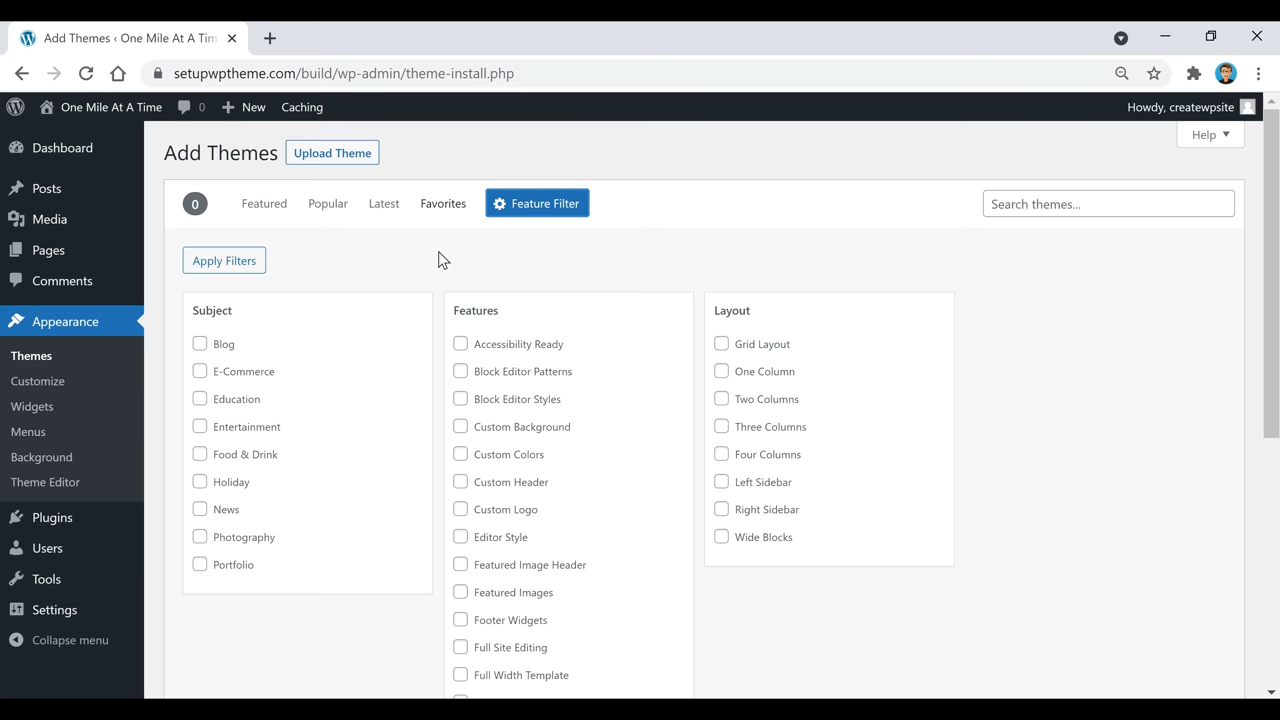 Add Themes ‹ One Mile At A Tim
setupwptheme.com/build/wp-admin/theme-install.php
One Mile At A Time 0 New Caching Howdy, createwpsite
Help
Dashboard
Posts
Media
Pages
Comments
Appearance
Themes
Customize
Widgets
Menus
Background
Theme Editor
Plugins
Users
Tools
Settings
Collapse menu
Add Themes Upload Theme
0 Featured Popular Latest Favorites Feature Filter Search themes...
Apply Filters
Subject
Blog
E-Commerce
Education
Entertainment
Food & Drink
Holiday
News
Photography
Portfolio
Features
Accessibility Ready
Block Editor Patterns
Block Editor Styles
Custom Background
Custom Colors
Custom Header
Custom Logo
Editor Style
Featured Image Header
Featured Images
Footer Widgets
Full Site Editing
Full Width Template
Layout
Grid Layout
One Column
Two Columns
Three Columns
Four Columns
Left Sidebar
Right Sidebar
Wide Blocks